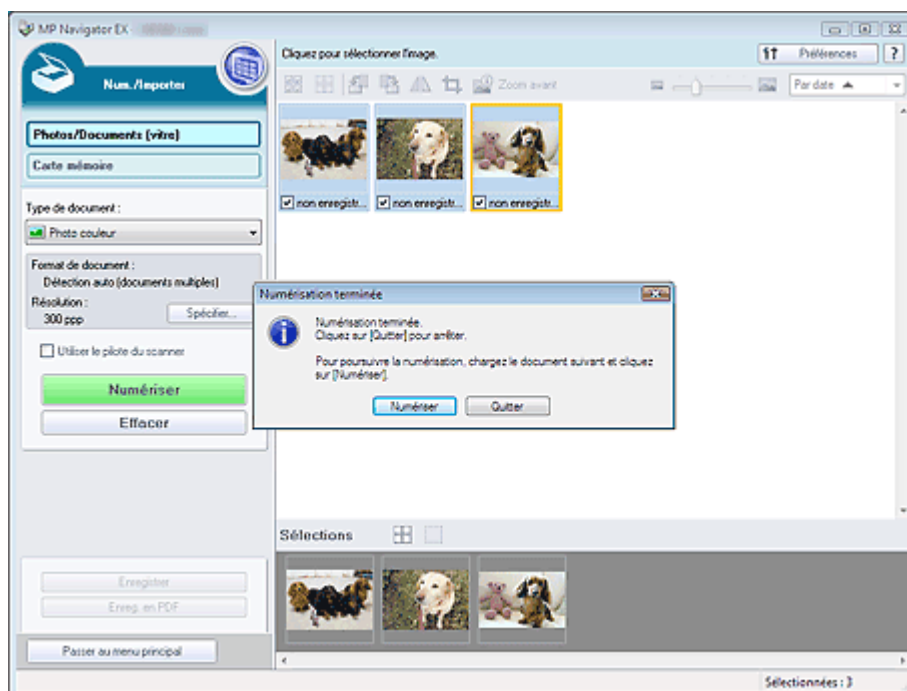 MP Navigator EX
Num./Importer
Photos/Documents (vitre)
Carte mémoire
Type de document :
Photo couleur
Format de document :
Détection auto (documents multiples)
Résolution :
300 ppp
Spécifier...
Utiliser le pilote du scanner
Numériser
Effacer
Enregistrer
Enreg. en PDF
Passer au menu principal
Cliquez pour sélectionner l'image.
Préférences
?
Zoom avant
Par date
non enregistr...
non enregistr...
non enregistr...
Numérisation terminée
Numérisation terminée.
Cliquez sur [Quitter] pour arrêter.
Pour poursuivre la numérisation, chargez le document suivant et cliquez
sur [Numériser].
Numériser
Quitter
Sélections
Sélectionnées : 3